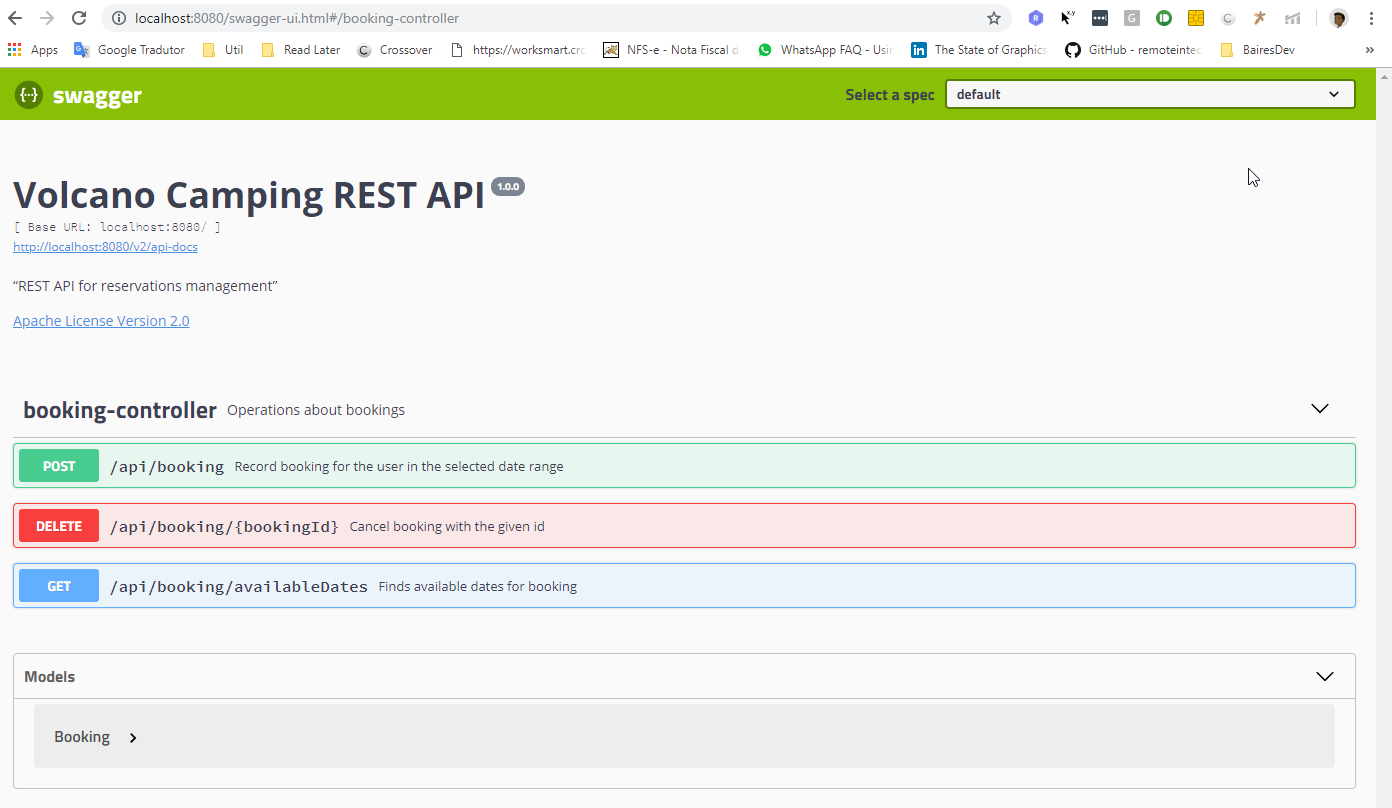 localhost:8080/swagger-ui.html#/booking-controller
Apps Google Tradutor Util Read Later Crossover https://worksmart.cro NFS-e - Nota Fiscal d WhatsApp FAQ - Usin The State of Graphics GitHub - remoteintec BairesDev »
{··} swagger Select a spec default
Volcano Camping REST API 1.0.0
[ Base URL: localhost:8080/ ]
http://localhost:8080/v2/api-docs
“REST API for reservations management”
Apache License Version 2.0
booking-controller Operations about bookings
POST /api/booking Record booking for the user in the selected date range
DELETE /api/booking/{bookingId} Cancel booking with the given id
GET /api/booking/availableDates Finds available dates for booking
Models
Booking